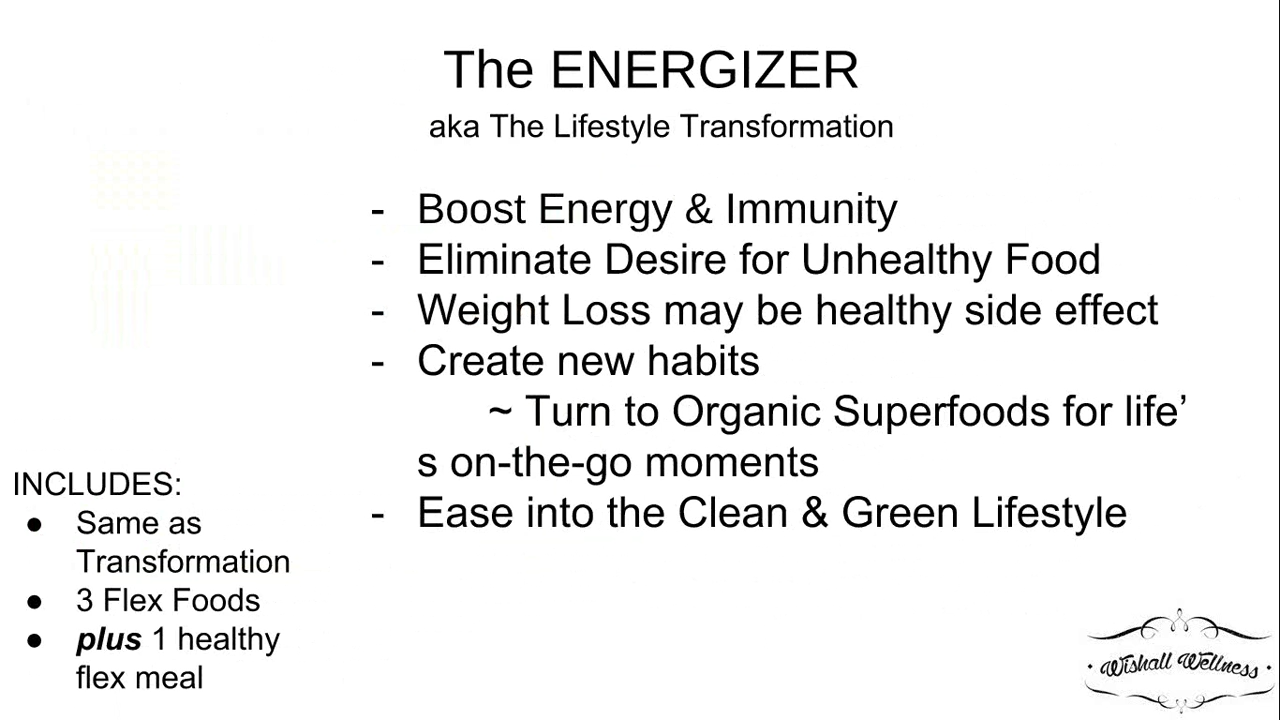 The ENERGIZER
aka The Lifestyle Transformation
- Boost Energy & Immunity
- Eliminate Desire for Unhealthy Food
- Weight Loss may be healthy side effect
- Create new habits
~ Turn to Organic Superfoods for life’
s on-the-go moments
- Ease into the Clean & Green Lifestyle
INCLUDES:
● Same as
Transformation
● 3 Flex Foods
● plus 1 healthy
flex meal
· Wishall Wellness ·